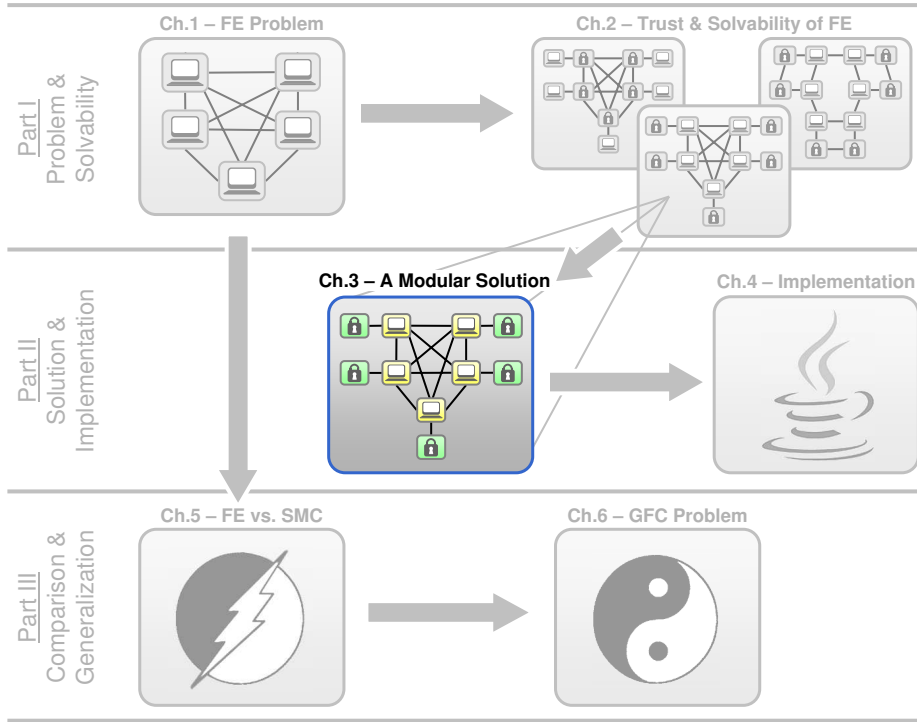 Part I
Problem &
Solvability
Ch.1 – FE Problem
Ch.2 – Trust & Solvability of FE
Part II
Solution &
Implementation
Ch.3 – A Modular Solution
Ch.4 – Implementation
Part III
Comparison &
Generalization
Ch.5 – FE vs. SMC
Ch.6 – GFC Problem